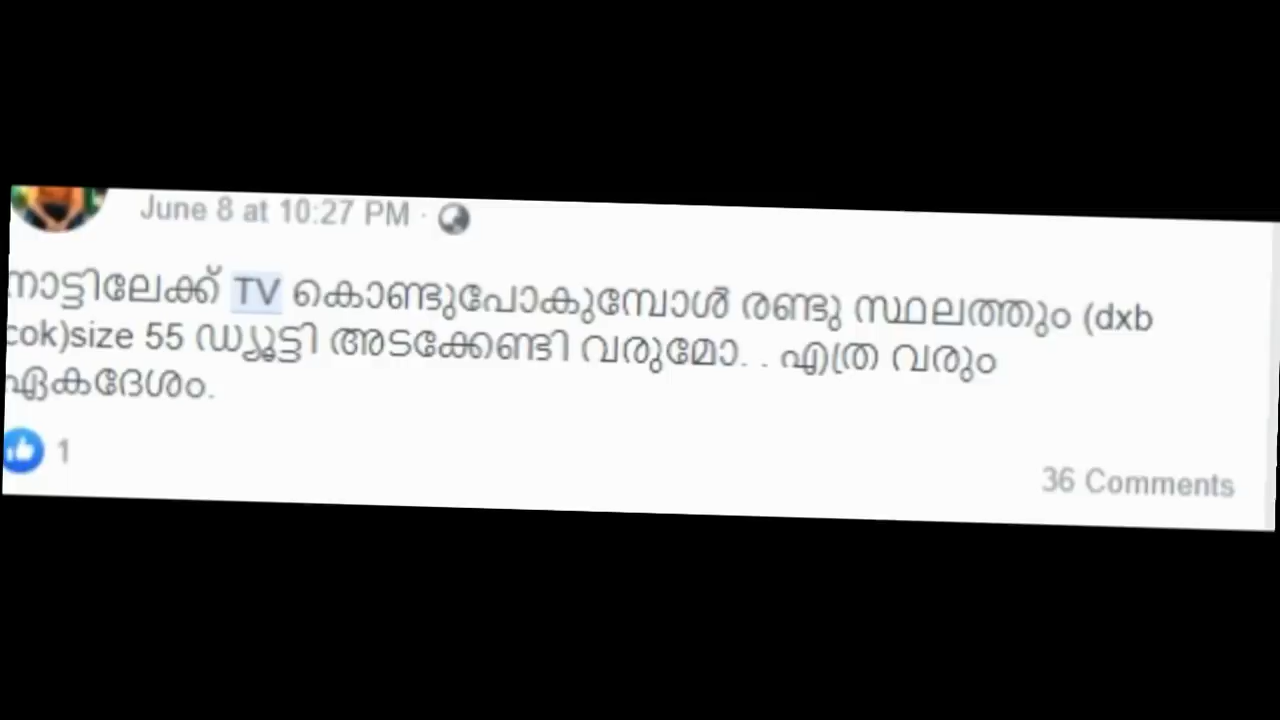 June 8 at 10:27 PM ·
നാട്ടിലേക്ക് TV കൊണ്ടുപോകുമ്പോൾ രണ്ടു സ്ഥലത്തും (dxb
cok)size 55 ഡ്യൂട്ടി അടക്കേണ്ടി വരുമോ. . എത്ര വരും
ഏകദേശം.
1
36 Comments